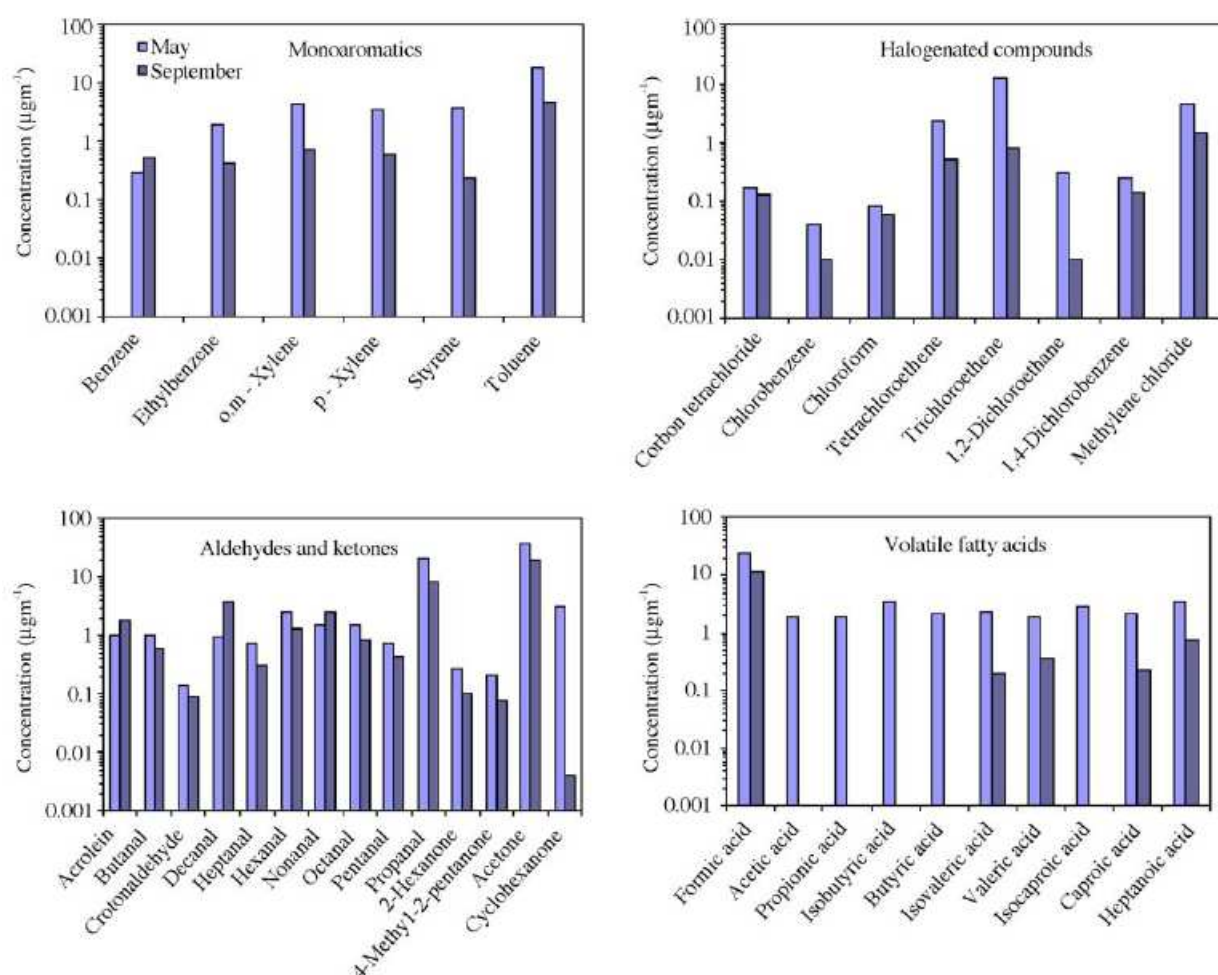 100
10
1
0.1
0.01
0.001
Concentration (µgm⁻¹)
Monoaromatics
May
September
Benzene
Ethylbenzene
o.m - Xylene
p - Xylene
Styrene
Toluene
100
10
1
0.1
0.01
0.001
Concentration (µgm⁻¹)
Halogenated compounds
Corbon tetrachloride
Chlorobenzene
Chloroform
Tetrachloroethene
Trichloroethene
1,2-Dichloroethane
1,4-Dichlorobenzene
Methylene chloride
100
10
1
0.1
0.01
0.001
Concentration (µgm⁻¹)
Aldehydes and ketones
Acrolein
Butanal
Crotonaldehyde
Decanal
Heptanal
Hexanal
Nonanal
Octanal
Pentanal
Propanal
2-Hexanone
4-Methy1-2-pentanone
Acetone
Cyclohexanone
100
10
1
0.1
0.01
0.001
Concentration (µgm⁻¹)
Volatile fatty acids
Formic acid
Acetic acid
Propionic acid
Isobutyric acid
Butyric acid
Isovaleric acid
Valeric acid
Isocaproic acid
Caproic acid
Heptanoic acid